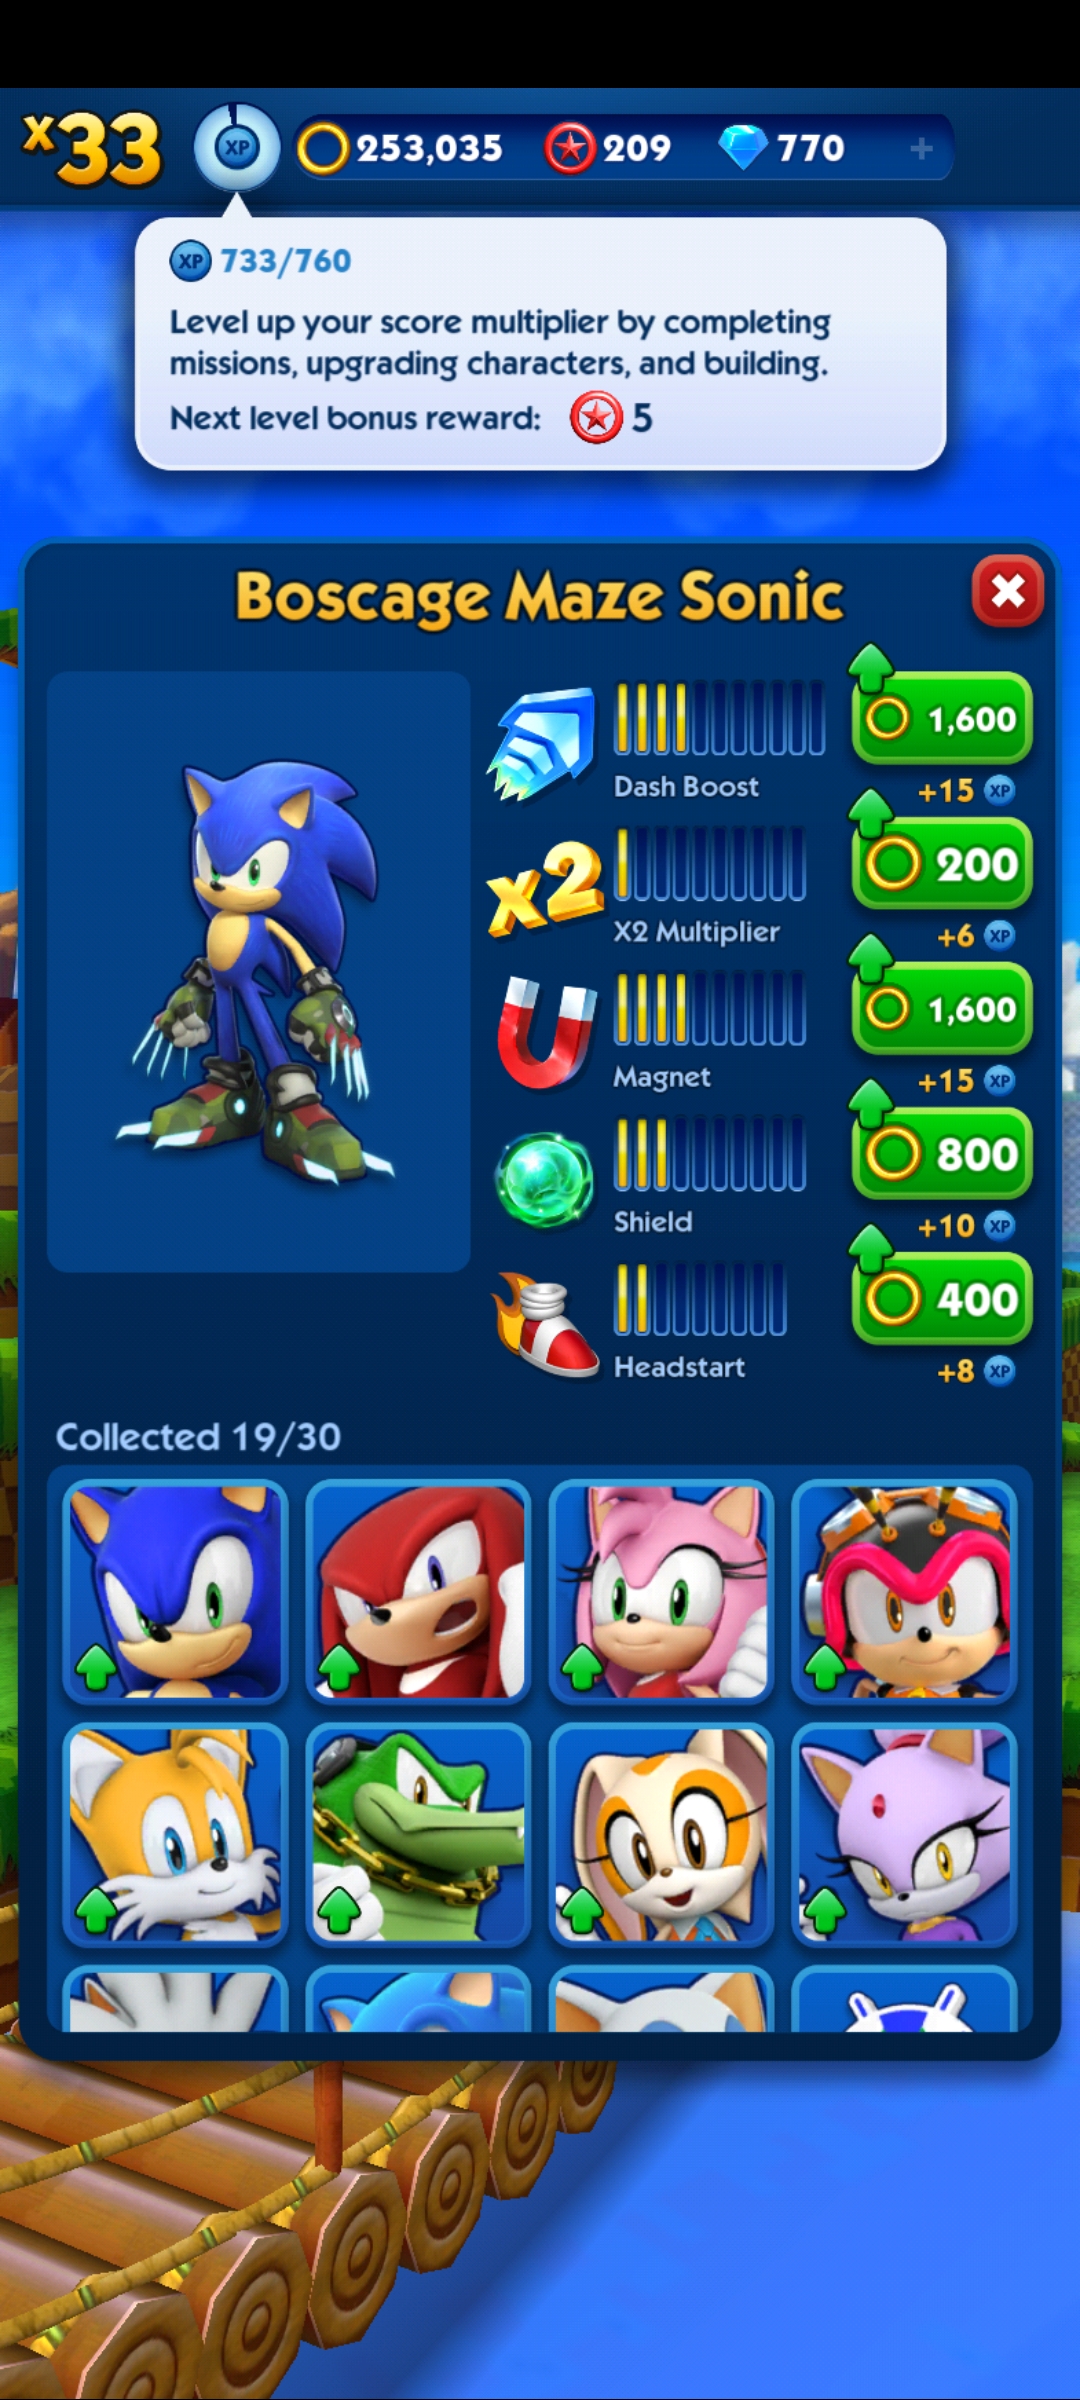 x33 XP 253,035 209 770 +
XP 733/760
Level up your score multiplier by completing
missions, upgrading characters, and building.
Next level bonus reward: 5
Boscage Maze Sonic
1,600
Dash Boost +15 XP
x2 200
X2 Multiplier +6 XP
1,600
Magnet +15 XP
800
Shield +10 XP
400
Headstart +8 XP
Collected 19/30